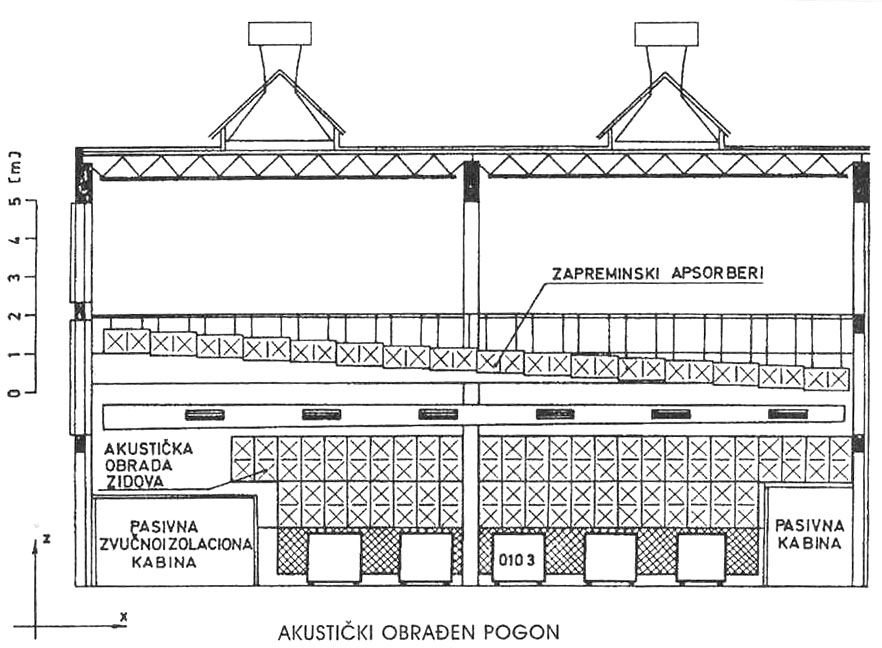 [m]
5
4
3
2
1
0
ZAPREMINSKI APSORBERI
AKUSTIČKA
OBRADA
ZIDOVA
PASIVNA
ZVUČNOIZOLACIONA
KABINA
0103
PASIVNA
KABINA
z
x
AKUSTIČKI OBRAĐEN POGON